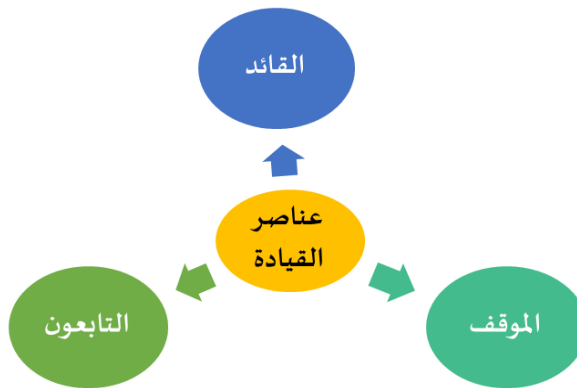 القائد
عناصر
القيادة
الموقف
التابعون